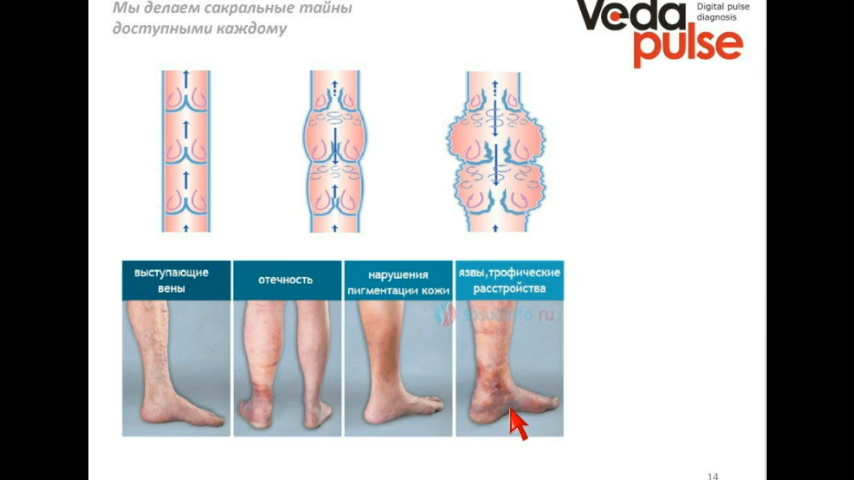 Мы делаем сакральные тайны
доступными каждому
Veda
pulse
Digital pulse
diagnosis
выступающие
вены
отечность
нарушения
пигментации кожи
язвы, трофические
расстройства
ru
14